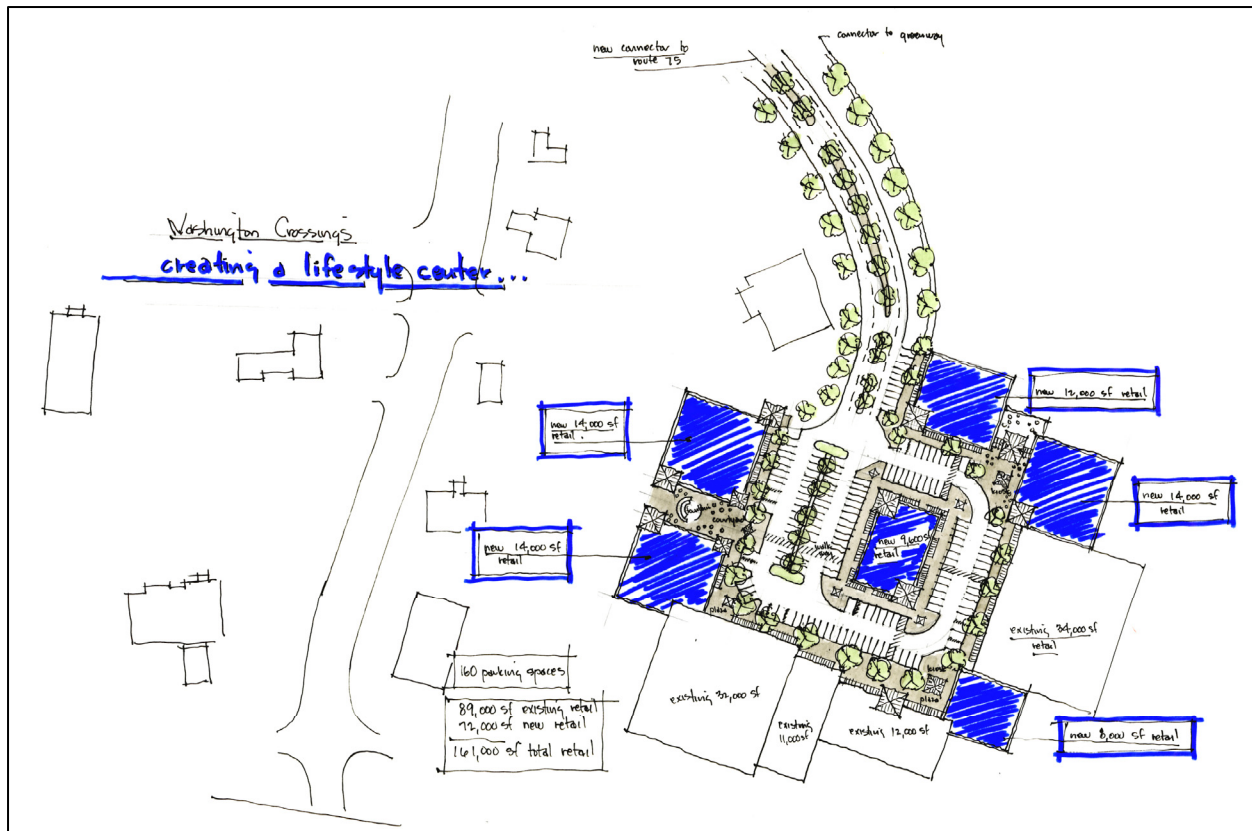 new connector to
route 75
connector to greenway
Washington Crossings
creating a lifestyle center...
new 12,000 sf retail
new 14,000 sf
retail.
new 14,000 sf
retail
new 14,000 sf
retail
new 9,600 sf
retail
fountain
courtyard
kiosk
plaza
existing 34,000 sf
retail
kiosk
plaza
160 parking spaces
89,000 sf existing retail
72,000 sf new retail
161,000 sf total retail
existing 32,000 sf
existing
11,000 sf
existing 12,000 sf
new 8,000 sf retail